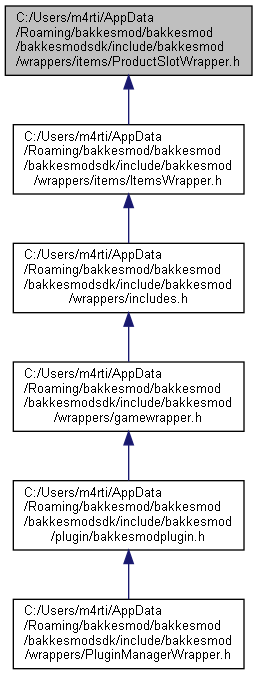 C:/Users/m4rti/AppData
/Roaming/bakkesmod/bakkesmod
/bakkesmodsdk/include/bakkesmod
/wrappers/items/ProductSlotWrapper.h
C:/Users/m4rti/AppData
/Roaming/bakkesmod/bakkesmod
/bakkesmodsdk/include/bakkesmod
/wrappers/items/ItemsWrapper.h
C:/Users/m4rti/AppData
/Roaming/bakkesmod/bakkesmod
/bakkesmodsdk/include/bakkesmod
/wrappers/includes.h
C:/Users/m4rti/AppData
/Roaming/bakkesmod/bakkesmod
/bakkesmodsdk/include/bakkesmod
/wrappers/gamewrapper.h
C:/Users/m4rti/AppData
/Roaming/bakkesmod/bakkesmod
/bakkesmodsdk/include/bakkesmod
/plugin/bakkesmodplugin.h
C:/Users/m4rti/AppData
/Roaming/bakkesmod/bakkesmod
/bakkesmodsdk/include/bakkesmod
/wrappers/PluginManagerWrapper.h